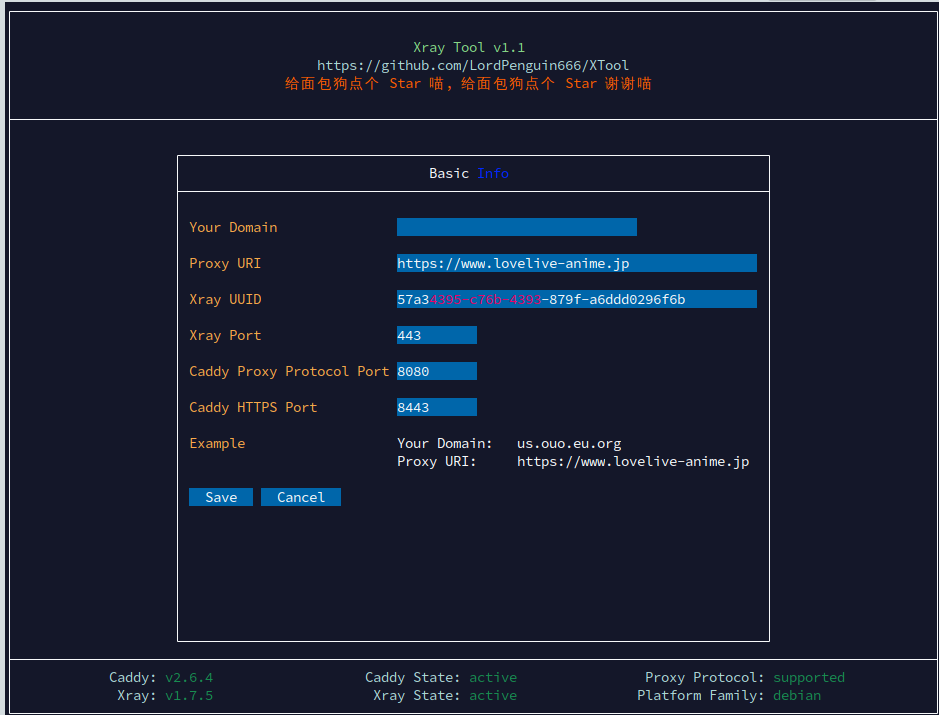 Xray Tool v1.1
https://github.com/LordPenguin666/XTool
给面包狗点个 Star 喵, 给面包狗点个 Star 谢谢喵
Basic Info
Your Domain
Proxy URI https://www.lovelive-anime.jp
Xray UUID 57a34395-c76b-4393-879f-a6ddd0296f6b
Xray Port 443
Caddy Proxy Protocol Port 8080
Caddy HTTPS Port 8443
Example Your Domain: us.ouo.eu.org
Proxy URI: https://www.lovelive-anime.jp
Save Cancel
Caddy: v2.6.4 Caddy State: active Proxy Protocol: supported
Xray: v1.7.5 Xray State: active Platform Family: debian